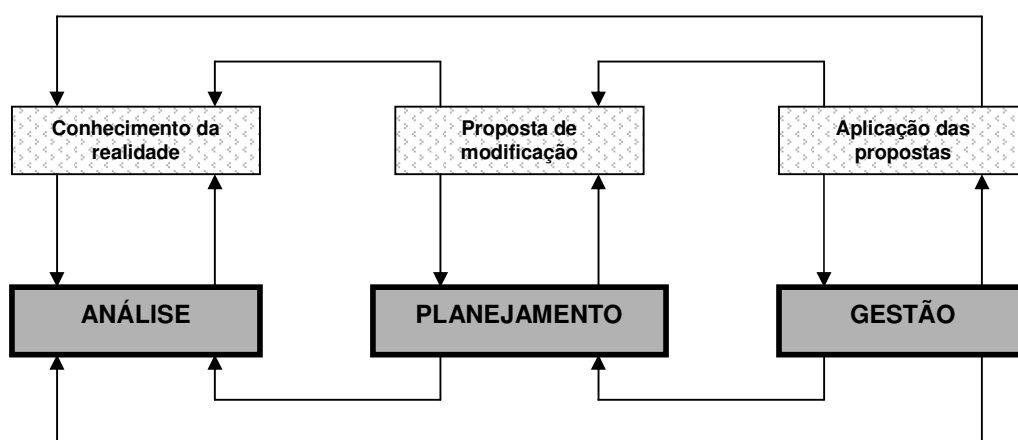 Conhecimento da
realidade
Proposta de
modificação
Aplicação das
propostas
ANÁLISE
PLANEJAMENTO
GESTÃO